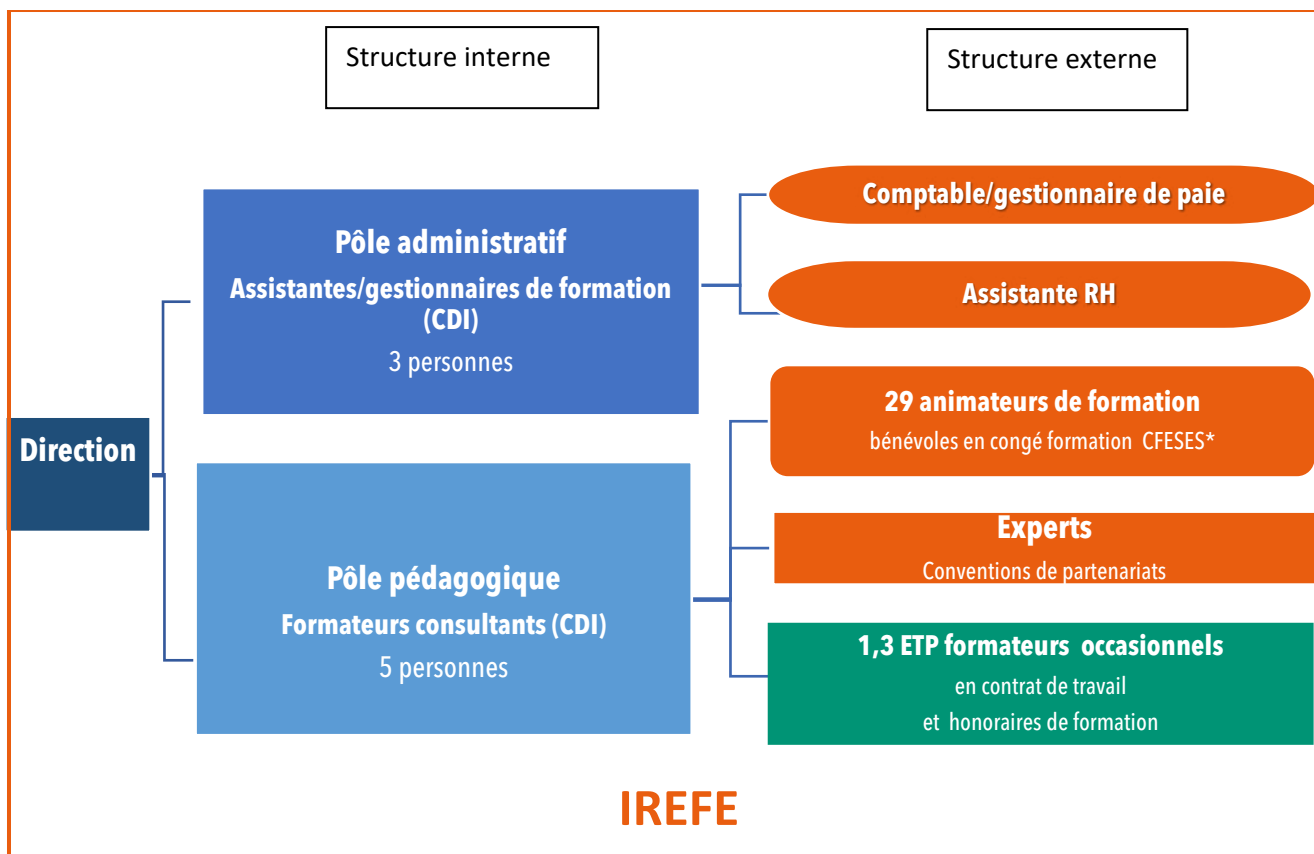 Structure interne
Structure externe
Direction
Pôle administratif
Assistantes/gestionnaires de formation
(CDI)
3 personnes
Comptable/gestionnaire de paie
Assistante RH
Pôle pédagogique
Formateurs consultants (CDI)
5 personnes
29 animateurs de formation
bénévoles en congé formation CFESES*
Experts
Conventions de partenariats
1,3 ETP formateurs occasionnels
en contrat de travail
et honoraires de formation
IREFE